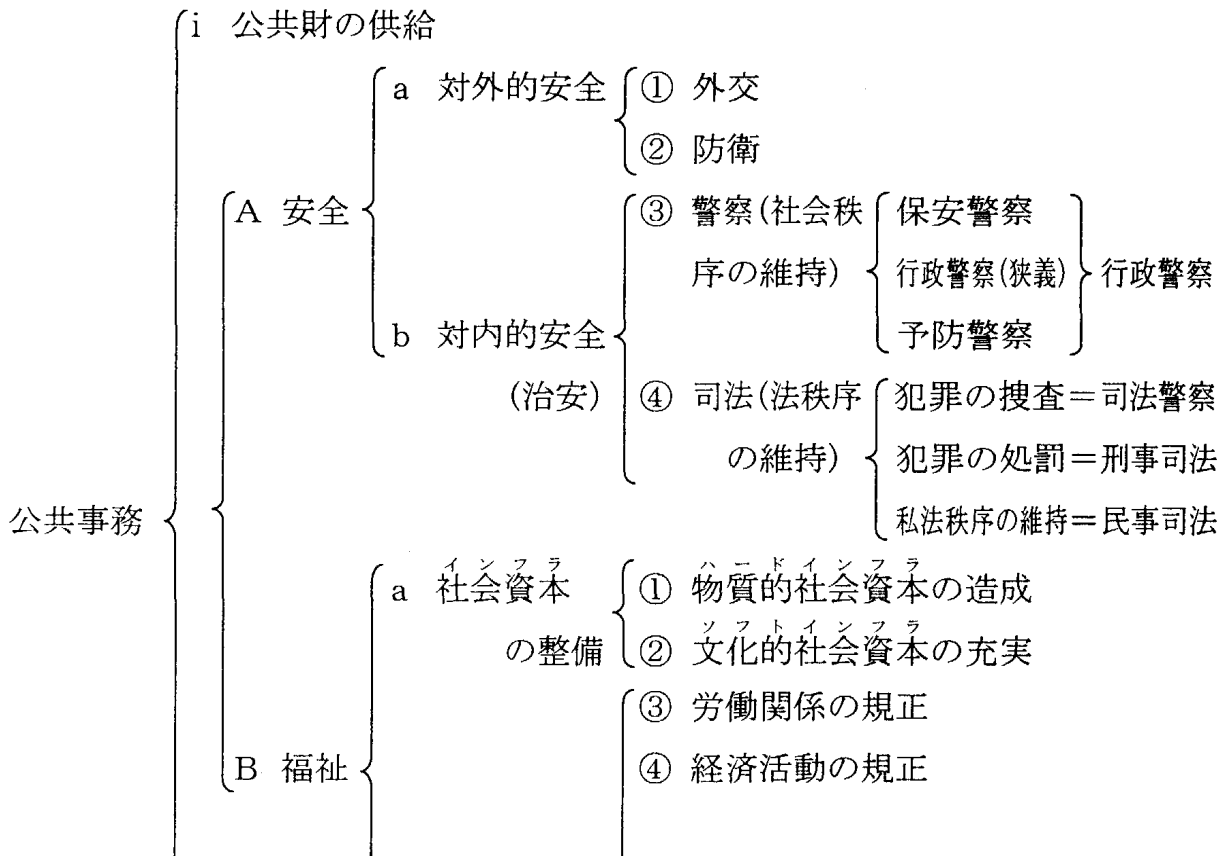 i 公共財の供給
a 対外的安全 ① 外交
② 防衛
A 安全 ③ 警察(社会秩 保安警察
序の維持) 行政警察(狭義) 行政警察
b 対内的安全 予防警察
(治安) ④ 司法(法秩序 犯罪の捜査=司法警察
の維持) 犯罪の処罰=刑事司法
公共事務 私法秩序の維持=民事司法
インフラ ハードインフラ
a 社会資本 ① 物質的社会資本の造成
ソフトインフラ
の整備 ② 文化的社会資本の充実
③ 労働関係の規正
B 福祉 ④ 経済活動の規正